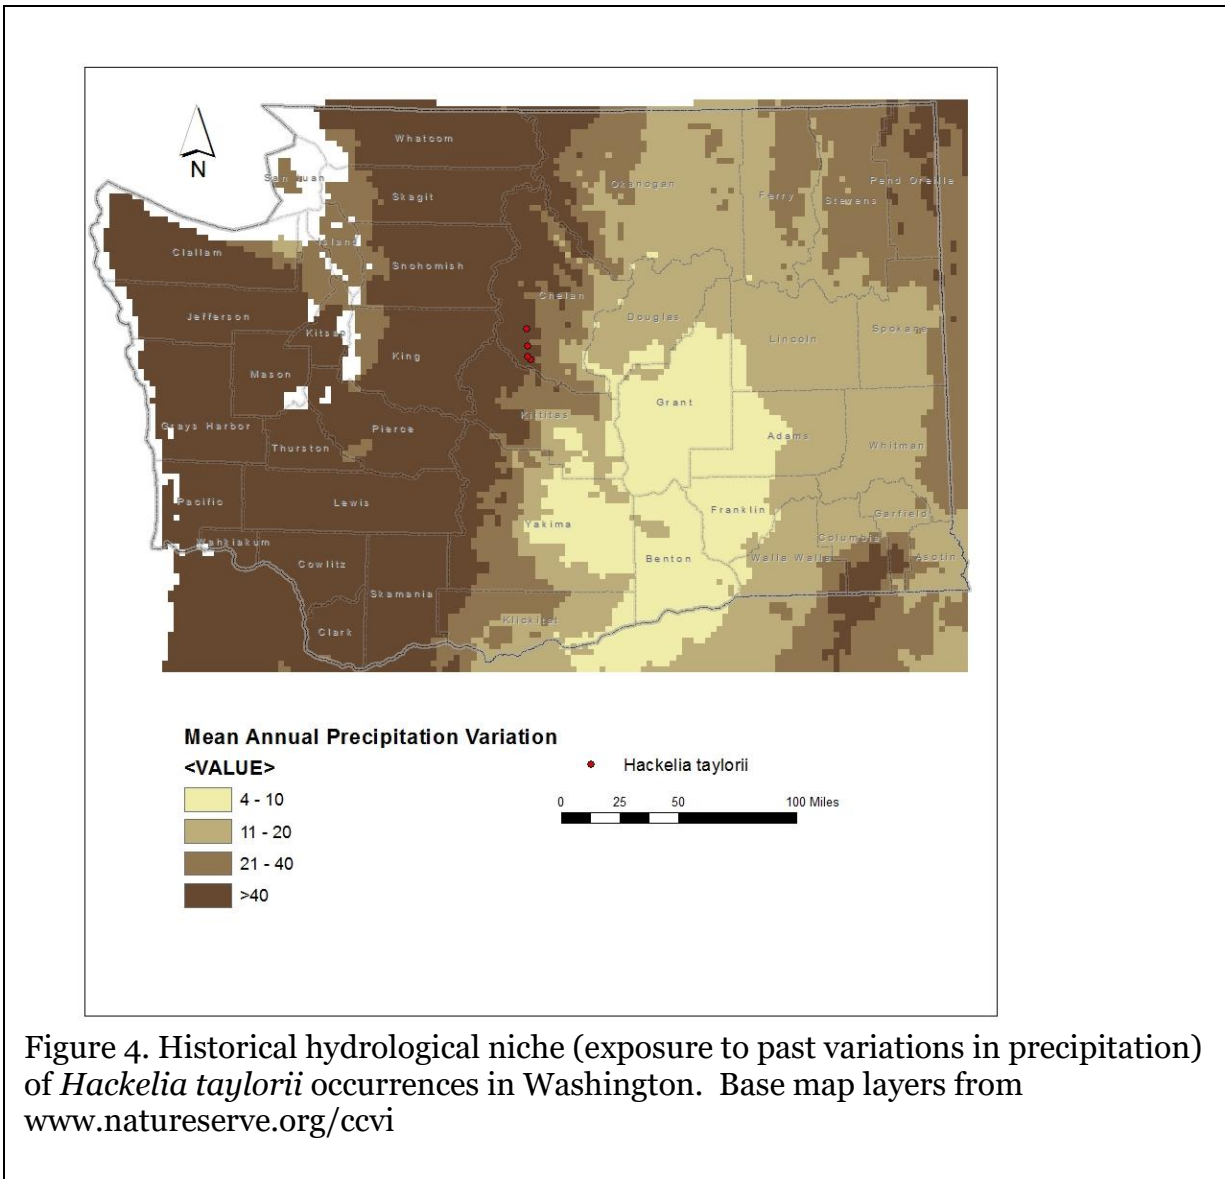 N
Whatcom
San Juan
Skagit
Okanogan
Ferry
Stevens
Pend Oreille
Island
Clallam
Snohomish
Chelan
Jefferson
Douglas
Kitsap
King
Lincoln
Spokane
Mason
Grant
Grays Harbor
Kittitas
Pierce
Thurston
Adams
Whitman
Pacific
Lewis
Yakima
Franklin
Garfield
Wahkiakum
Columbia
Cowlitz
Benton
Walla Walla
Asotin
Skamania
Klickitat
Clark
Mean Annual Precipitation Variation
<VALUE>
4 - 10
11 - 20
21 - 40
>40
Hackelia taylorii
0 25 50 100 Miles
Figure 4. Historical hydrological niche (exposure to past variations in precipitation)
of Hackelia taylorii occurrences in Washington. Base map layers from
www.natureserve.org/ccvi